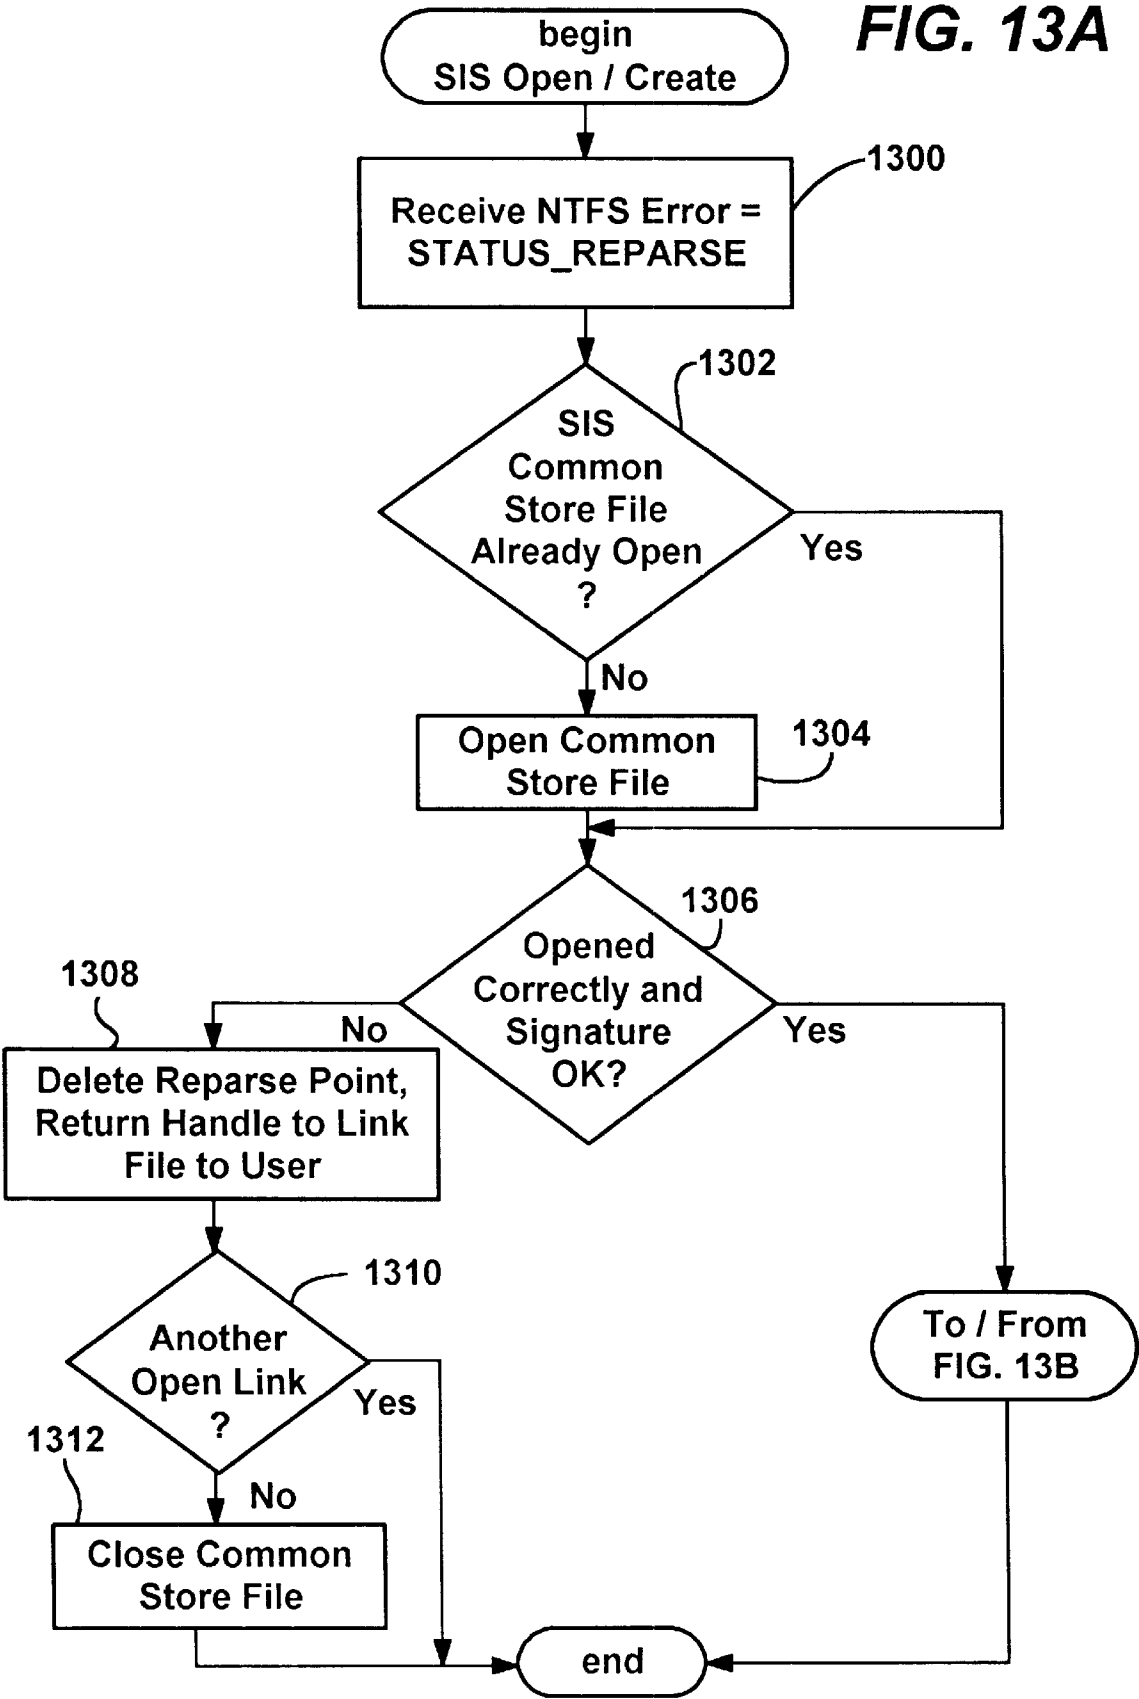 FIG. 13A
begin
SIS Open / Create
1300
Receive NTFS Error =
STATUS_REPARSE
1302
SIS
Common
Store File
Already Open
?
Yes
No
1304
Open Common
Store File
1306
Opened
Correctly and
Signature
OK?
No
Yes
1308
Delete Reparse Point,
Return Handle to Link
File to User
1310
Another
Open Link
?
Yes
No
1312
Close Common
Store File
To / From
FIG. 13B
end